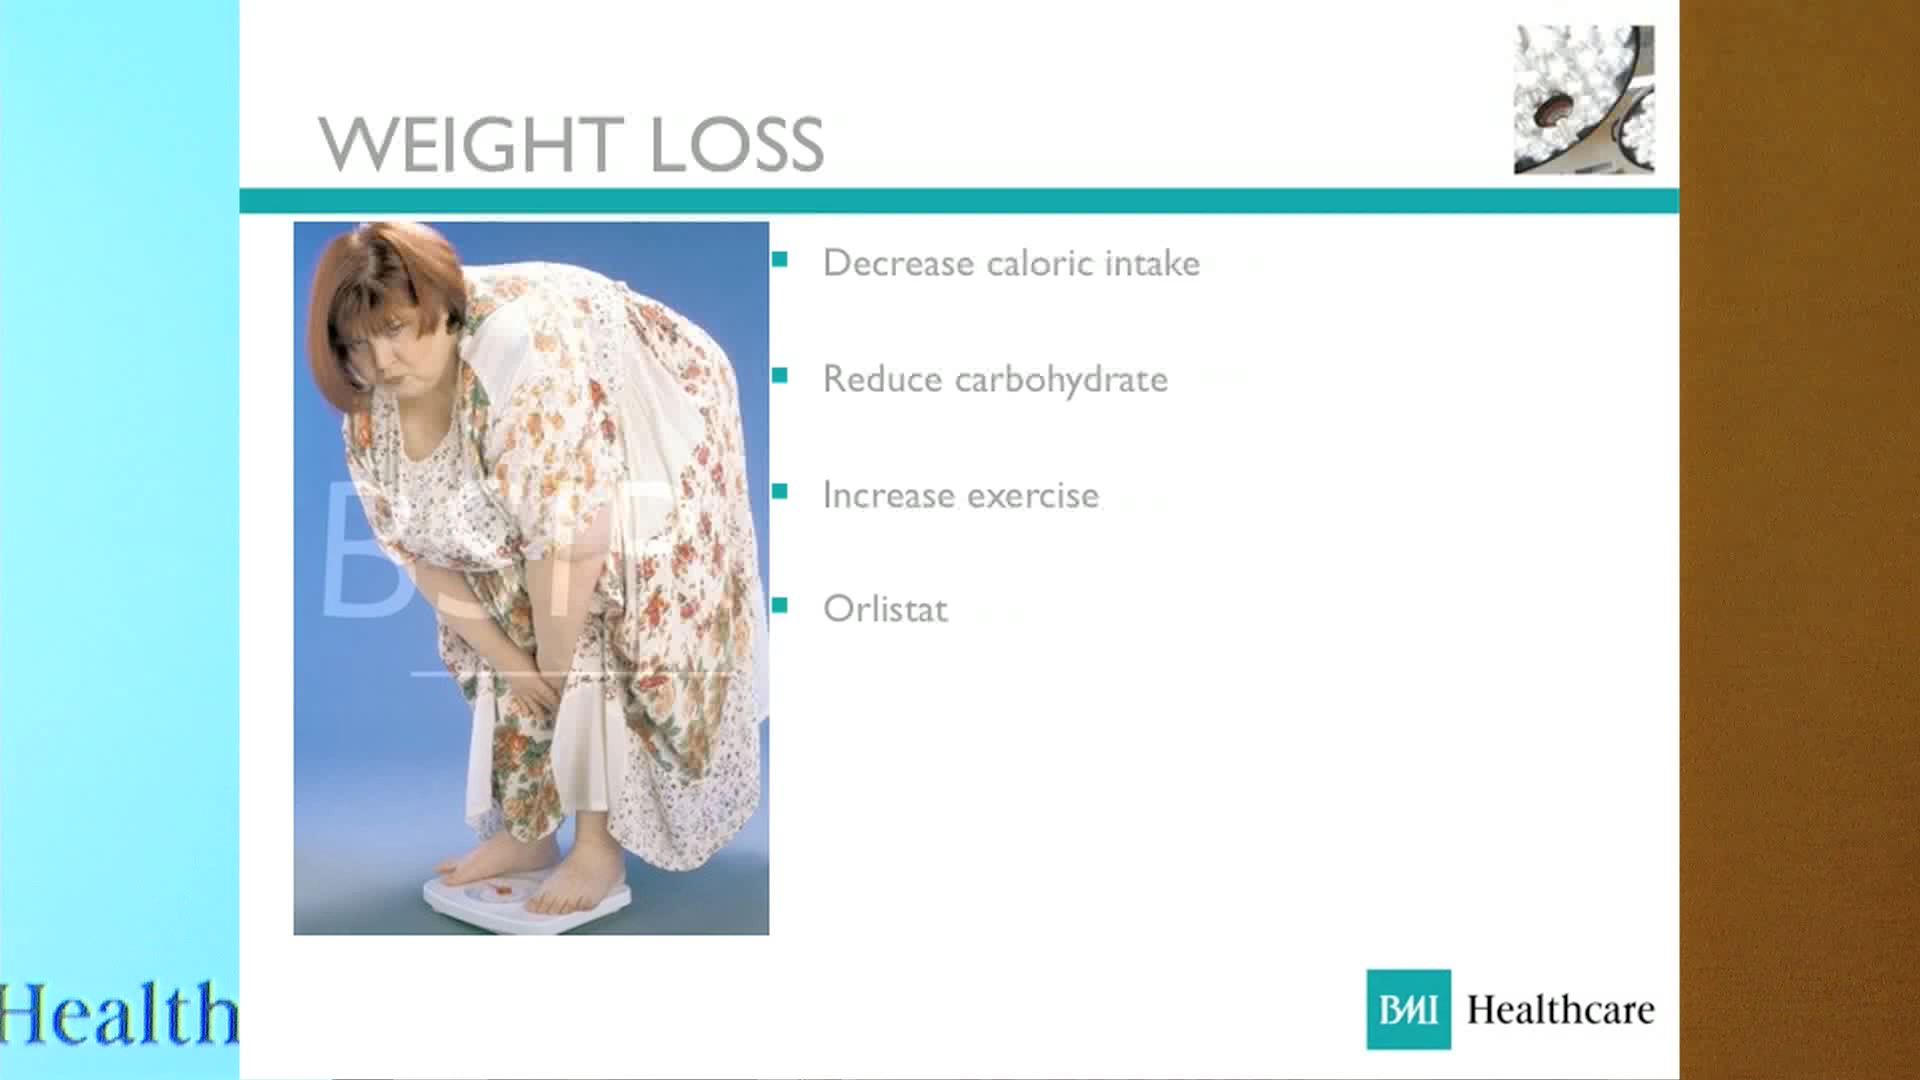 WEIGHT LOSS
Decrease caloric intake
Reduce carbohydrate
Increase exercise
Orlistat
BMI Healthcare
Health